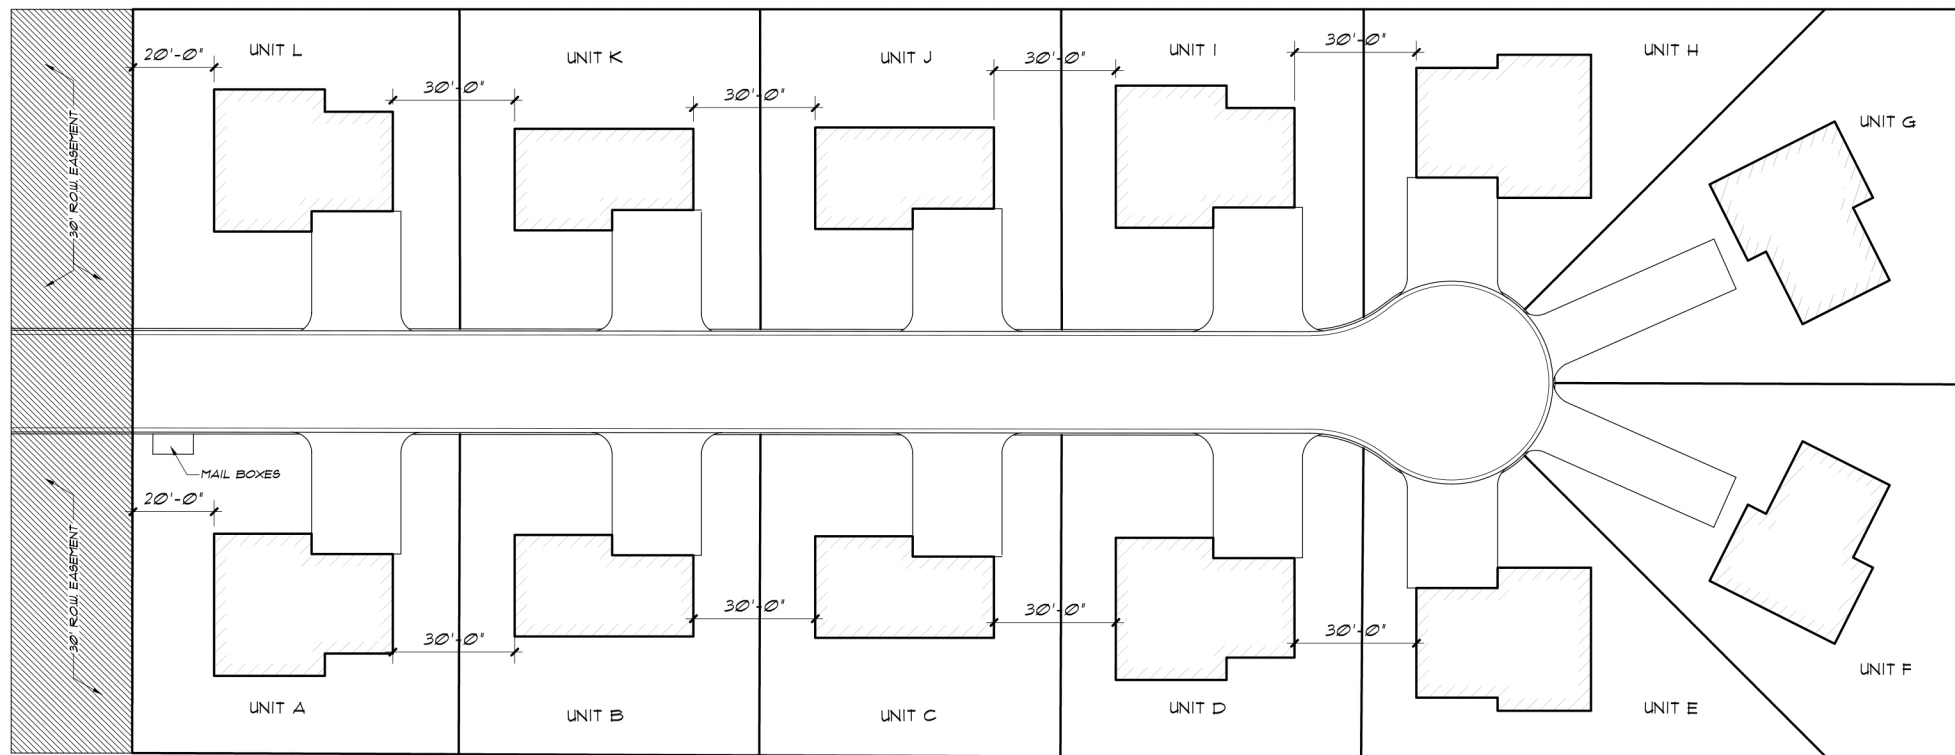 UNIT L
UNIT K
UNIT J
UNIT I
UNIT H
20'-0"
30'-0"
30'-0"
30'-0"
30'-0"
UNIT G
30' R.O.W. EASEMENT
MAIL BOXES
20'-0"
30' R.O.W. EASEMENT
30'-0"
30'-0"
30'-0"
30'-0"
UNIT F
UNIT A
UNIT B
UNIT C
UNIT D
UNIT E